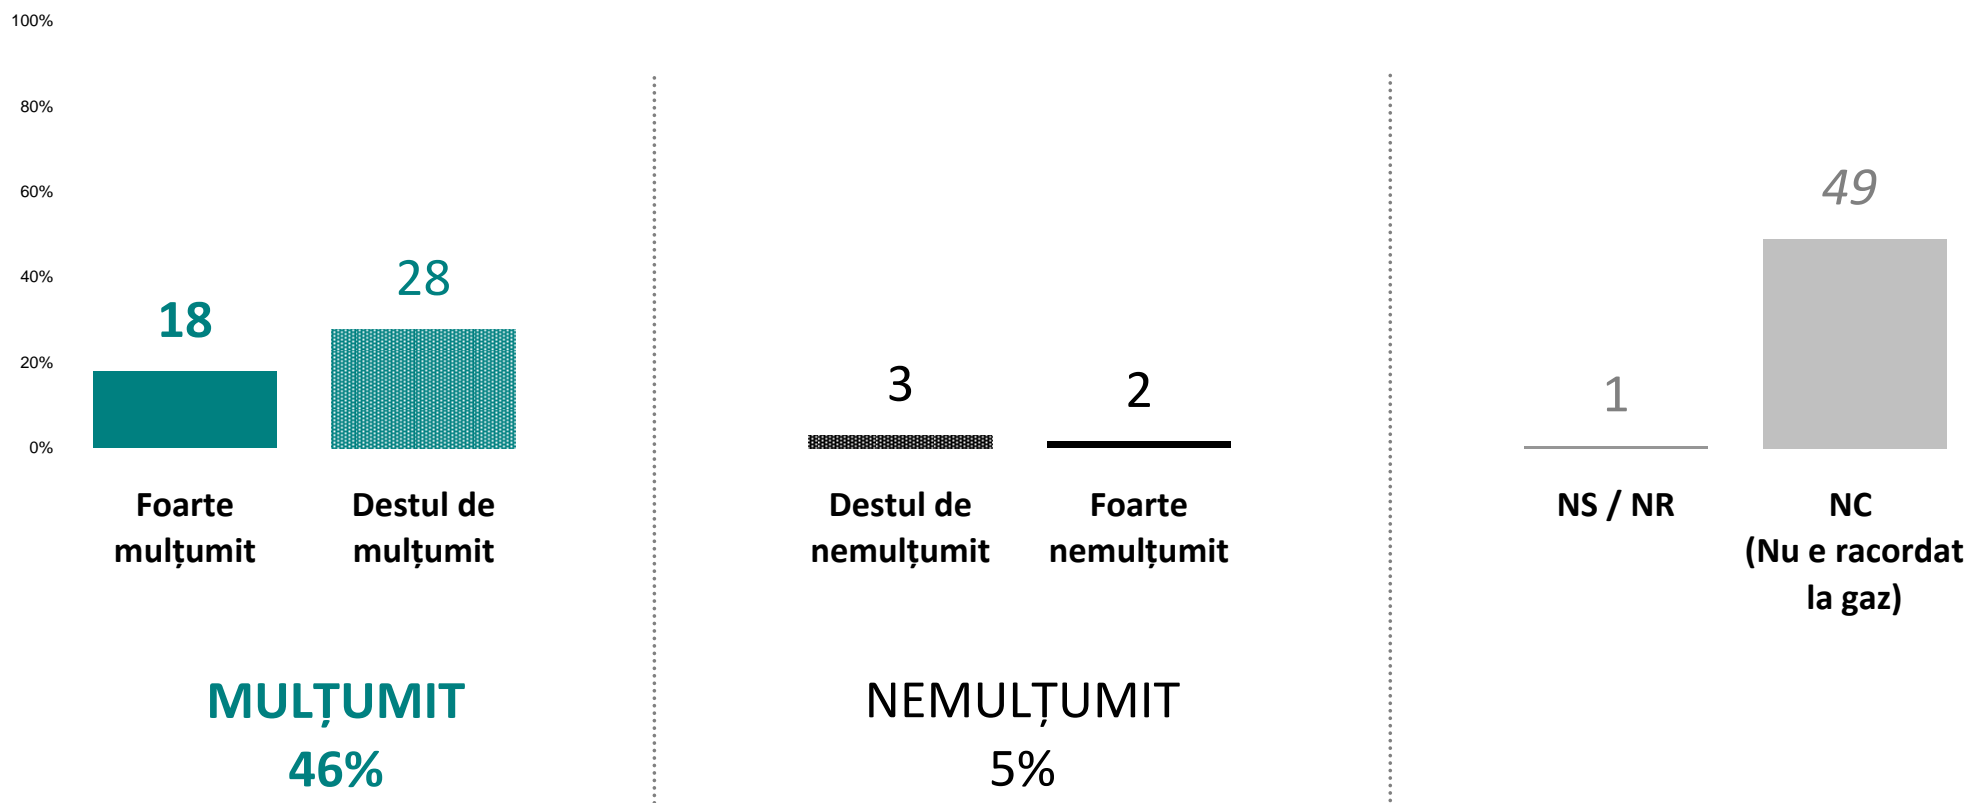 100%
80%
60%
40%
20%
0%
18
28
3
2
1
49
Foarte
mulțumit
Destul de
mulțumit
Destul de
nemulțumit
Foarte
nemulțumit
NS / NR
NC
(Nu e racordat
la gaz)
MULȚUMIT
46%
NEMULȚUMIT
5%